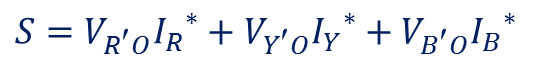 S = V_{R'O}I_R^* + V_{Y'O}I_Y^* + V_{B'O}I_B^*